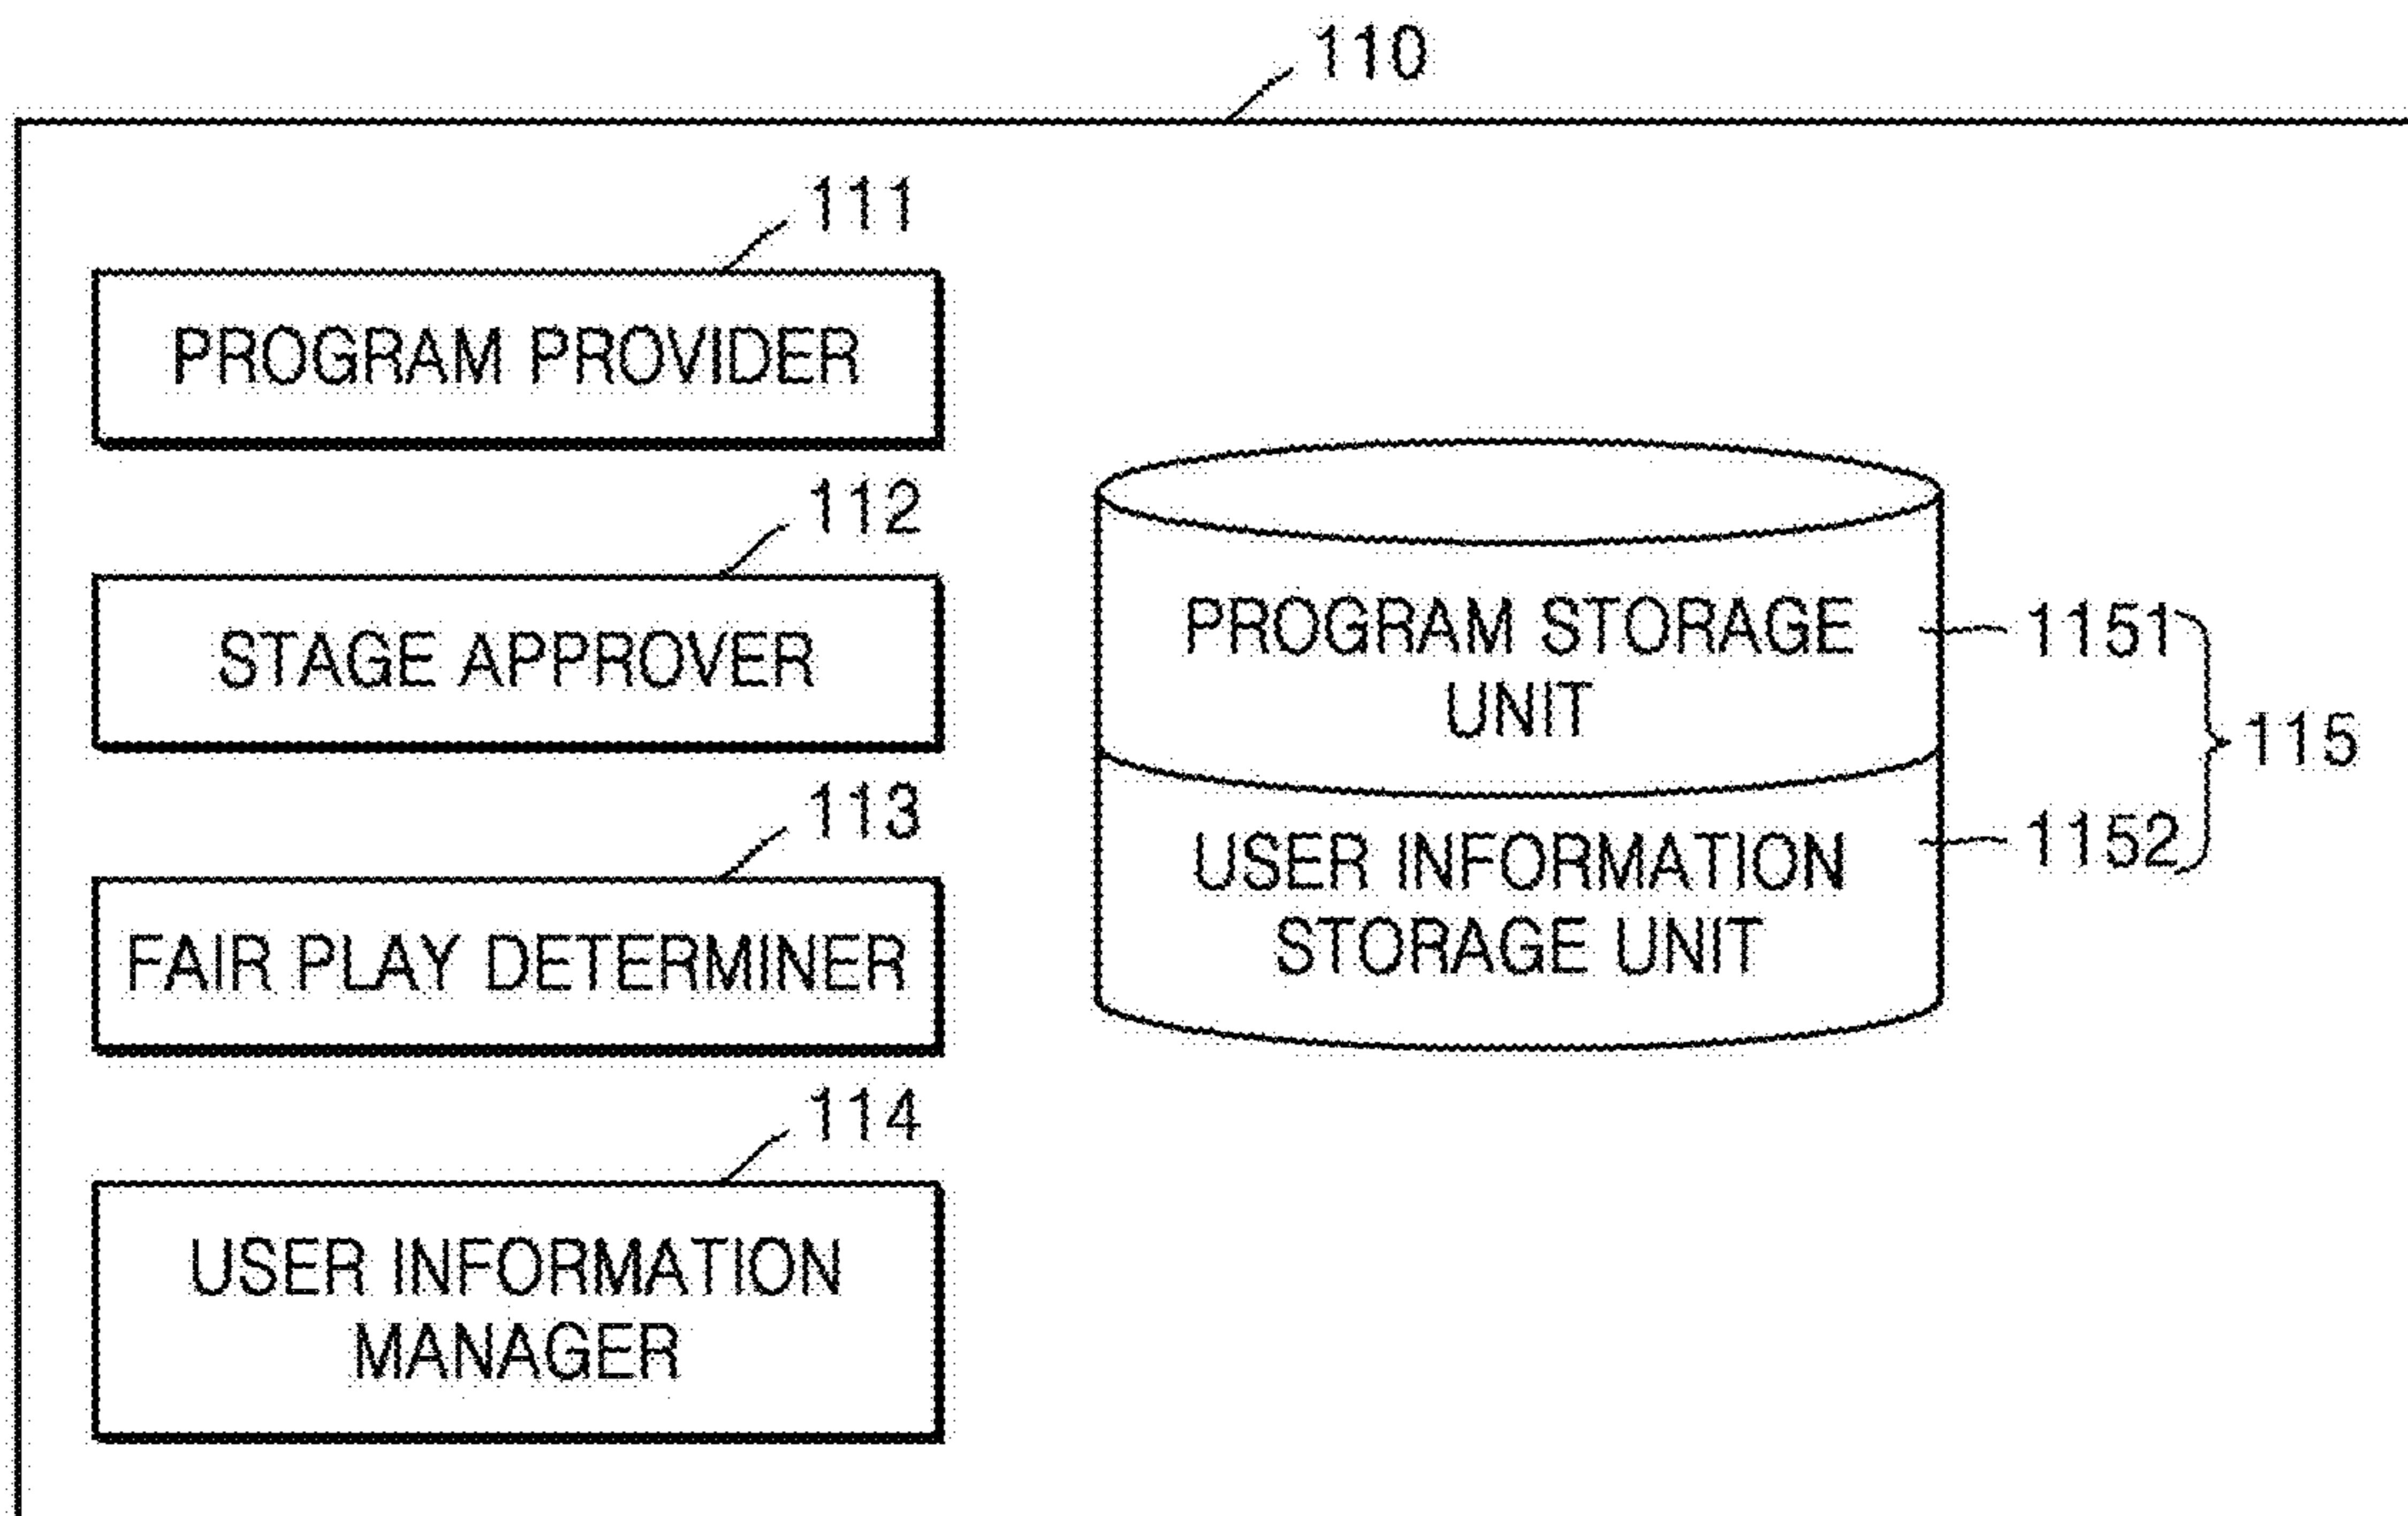 110
111
PROGRAM PROVIDER
112
STAGE APPROVER
113
FAIR PLAY DETERMINER
114
USER INFORMATION
MANAGER
PROGRAM STORAGE
UNIT
1151
USER INFORMATION
STORAGE UNIT
1152
115